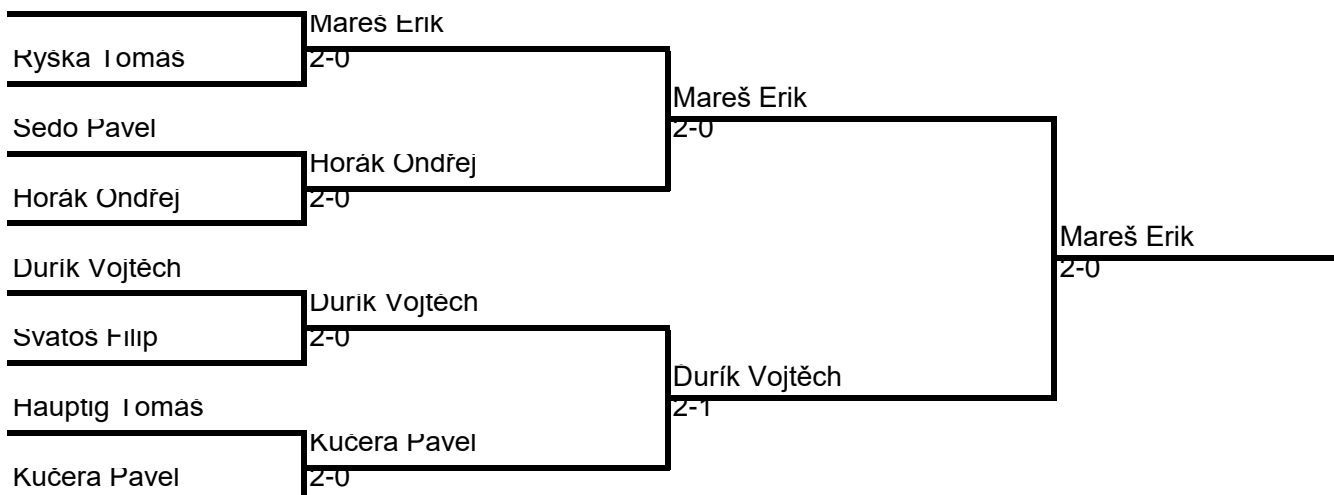 Mareš Erik
Ryška Tomáš
2-0
Mareš Erik
Sedo Pavel
2-0
Horák Ondřej
Horák Ondřej
2-0
Mareš Erik
Durík Vojtěch
2-0
Durík Vojtěch
Svatoš Filip
2-0
Durík Vojtěch
Hauptig Tomáš
2-1
Kučera Pavel
Kučera Pavel
2-0